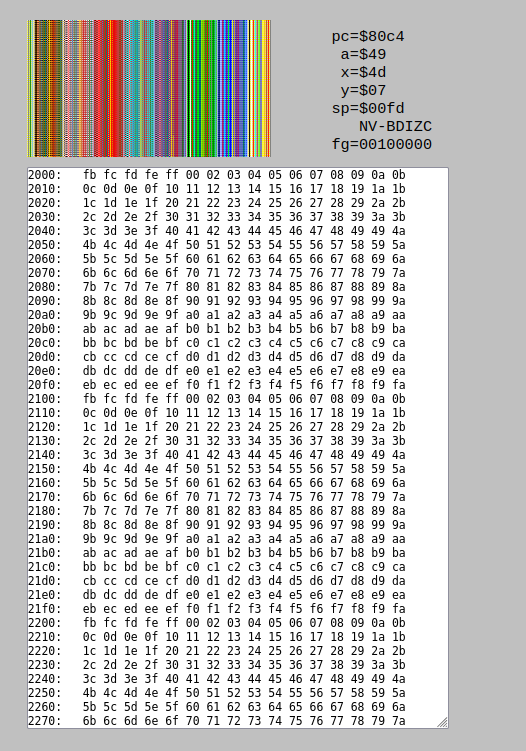 pc=$80c4
a=$49
x=$4d
y=$07
sp=$00fd
NV-BDIZC
fg=00100000
2000: fb fc fd fe ff 00 02 03 04 05 06 07 08 09 0a 0b
2010: 0c 0d 0e 0f 10 11 12 13 14 15 16 17 18 19 1a 1b
2020: 1c 1d 1e 1f 20 21 22 23 24 25 26 27 28 29 2a 2b
2030: 2c 2d 2e 2f 30 31 32 33 34 35 36 37 38 39 3a 3b
2040: 3c 3d 3e 3f 40 41 42 43 44 45 46 47 48 49 49 4a
2050: 4b 4c 4d 4e 4f 50 51 52 53 54 55 56 57 58 59 5a
2060: 5b 5c 5d 5e 5f 60 61 62 63 64 65 66 67 68 69 6a
2070: 6b 6c 6d 6e 6f 70 71 72 73 74 75 76 77 78 79 7a
2080: 7b 7c 7d 7e 7f 80 81 82 83 84 85 86 87 88 89 8a
2090: 8b 8c 8d 8e 8f 90 91 92 93 94 95 96 97 98 99 9a
20a0: 9b 9c 9d 9e 9f a0 a1 a2 a3 a4 a5 a6 a7 a8 a9 aa
20b0: ab ac ad ae af b0 b1 b2 b3 b4 b5 b6 b7 b8 b9 ba
20c0: bb bc bd be bf c0 c1 c2 c3 c4 c5 c6 c7 c8 c9 ca
20d0: cb cc cd ce cf d0 d1 d2 d3 d4 d5 d6 d7 d8 d9 da
20e0: db dc dd de df e0 e1 e2 e3 e4 e5 e6 e7 e8 e9 ea
20f0: eb ec ed ee ef f0 f1 f2 f3 f4 f5 f6 f7 f8 f9 fa
2100: fb fc fd fe ff 00 02 03 04 05 06 07 08 09 0a 0b
2110: 0c 0d 0e 0f 10 11 12 13 14 15 16 17 18 19 1a 1b
2120: 1c 1d 1e 1f 20 21 22 23 24 25 26 27 28 29 2a 2b
2130: 2c 2d 2e 2f 30 31 32 33 34 35 36 37 38 39 3a 3b
2140: 3c 3d 3e 3f 40 41 42 43 44 45 46 47 48 49 49 4a
2150: 4b 4c 4d 4e 4f 50 51 52 53 54 55 56 57 58 59 5a
2160: 5b 5c 5d 5e 5f 60 61 62 63 64 65 66 67 68 69 6a
2170: 6b 6c 6d 6e 6f 70 71 72 73 74 75 76 77 78 79 7a
2180: 7b 7c 7d 7e 7f 80 81 82 83 84 85 86 87 88 89 8a
2190: 8b 8c 8d 8e 8f 90 91 92 93 94 95 96 97 98 99 9a
21a0: 9b 9c 9d 9e 9f a0 a1 a2 a3 a4 a5 a6 a7 a8 a9 aa
21b0: ab ac ad ae af b0 b1 b2 b3 b4 b5 b6 b7 b8 b9 ba
21c0: bb bc bd be bf c0 c1 c2 c3 c4 c5 c6 c7 c8 c9 ca
21d0: cb cc cd ce cf d0 d1 d2 d3 d4 d5 d6 d7 d8 d9 da
21e0: db dc dd de df e0 e1 e2 e3 e4 e5 e6 e7 e8 e9 ea
21f0: eb ec ed ee ef f0 f1 f2 f3 f4 f5 f6 f7 f8 f9 fa
2200: fb fc fd fe ff 00 02 03 04 05 06 07 08 09 0a 0b
2210: 0c 0d 0e 0f 10 11 12 13 14 15 16 17 18 19 1a 1b
2220: 1c 1d 1e 1f 20 21 22 23 24 25 26 27 28 29 2a 2b
2230: 2c 2d 2e 2f 30 31 32 33 34 35 36 37 38 39 3a 3b
2240: 3c 3d 3e 3f 40 41 42 43 44 45 46 47 48 49 49 4a
2250: 4b 4c 4d 4e 4f 50 51 52 53 54 55 56 57 58 59 5a
2260: 5b 5c 5d 5e 5f 60 61 62 63 64 65 66 67 68 69 6a
2270: 6b 6c 6d 6e 6f 70 71 72 73 74 75 76 77 78 79 7a